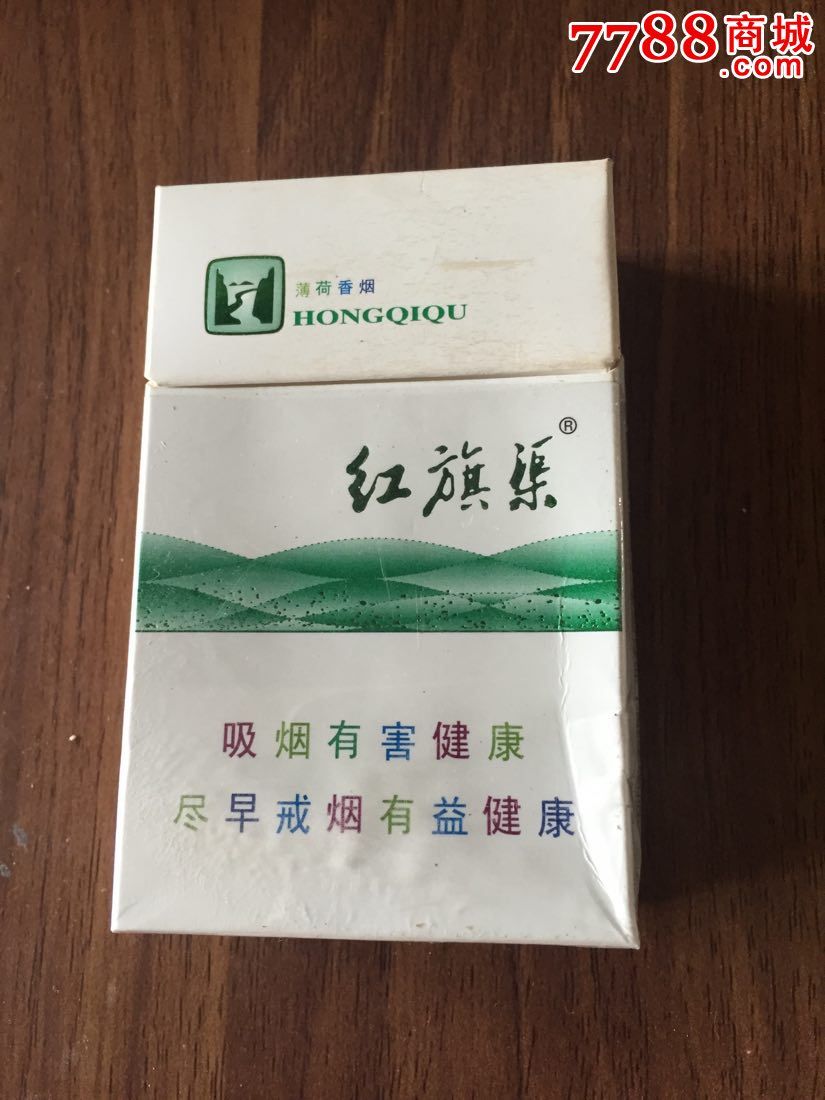 7788商城
.com
薄荷香烟
HONGQIQU
红旗渠®
吸烟有害健康
尽早戒烟有益健康